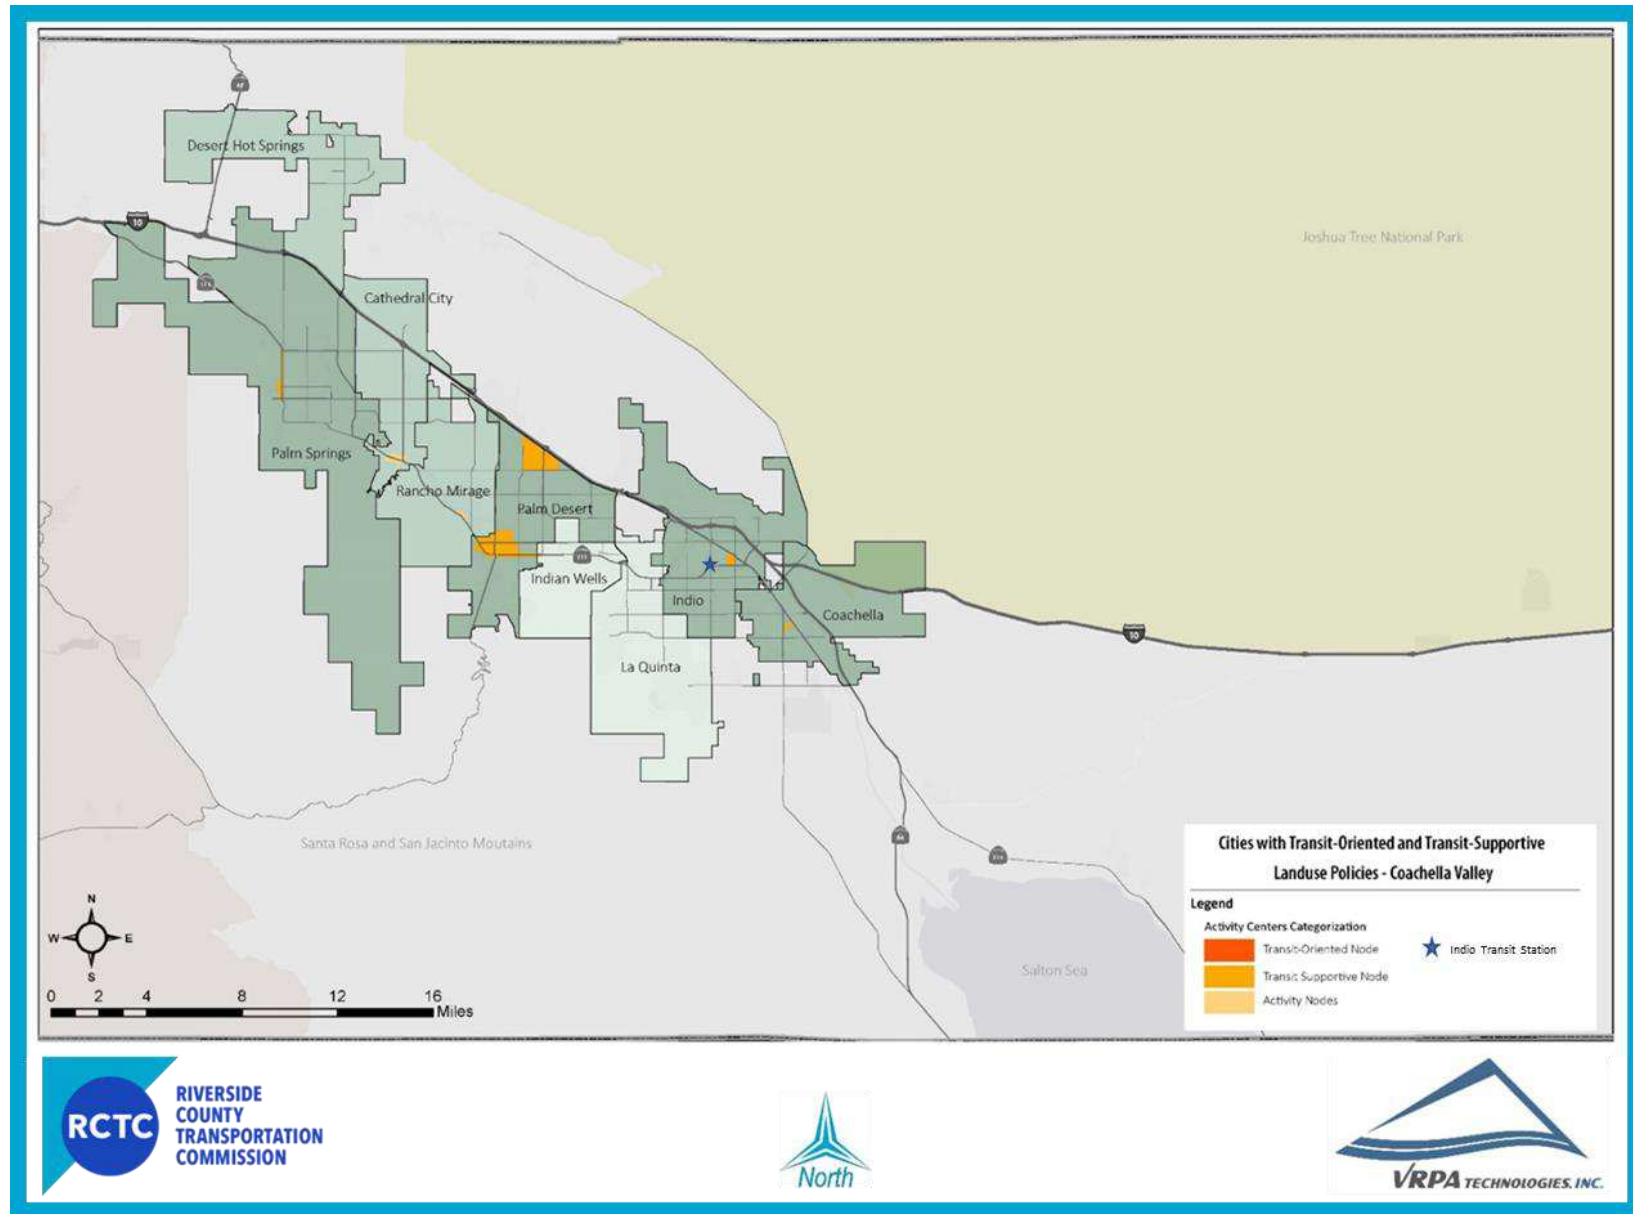 Desert Hot Springs
10
Joshua Tree National Park
Cathedral City
Palm Springs
Rancho Mirage
Palm Desert
Indian Wells
Indio
Coachella
10
La Quinta
Santa Rosa and San Jacinto Moutains
Salton Sea
N
W E
S
0 2 4 8 12 16
Miles
Cities with Transit-Oriented and Transit-Supportive
Landuse Policies - Coachella Valley
Legend
Activity Centers Categorization
Transit-Oriented Node
Indio Transit Station
Transit Supportive Node
Activity Nodes
RCTC
RIVERSIDE
COUNTY
TRANSPORTATION
COMMISSION
North
VRPA TECHNOLOGIES, INC.